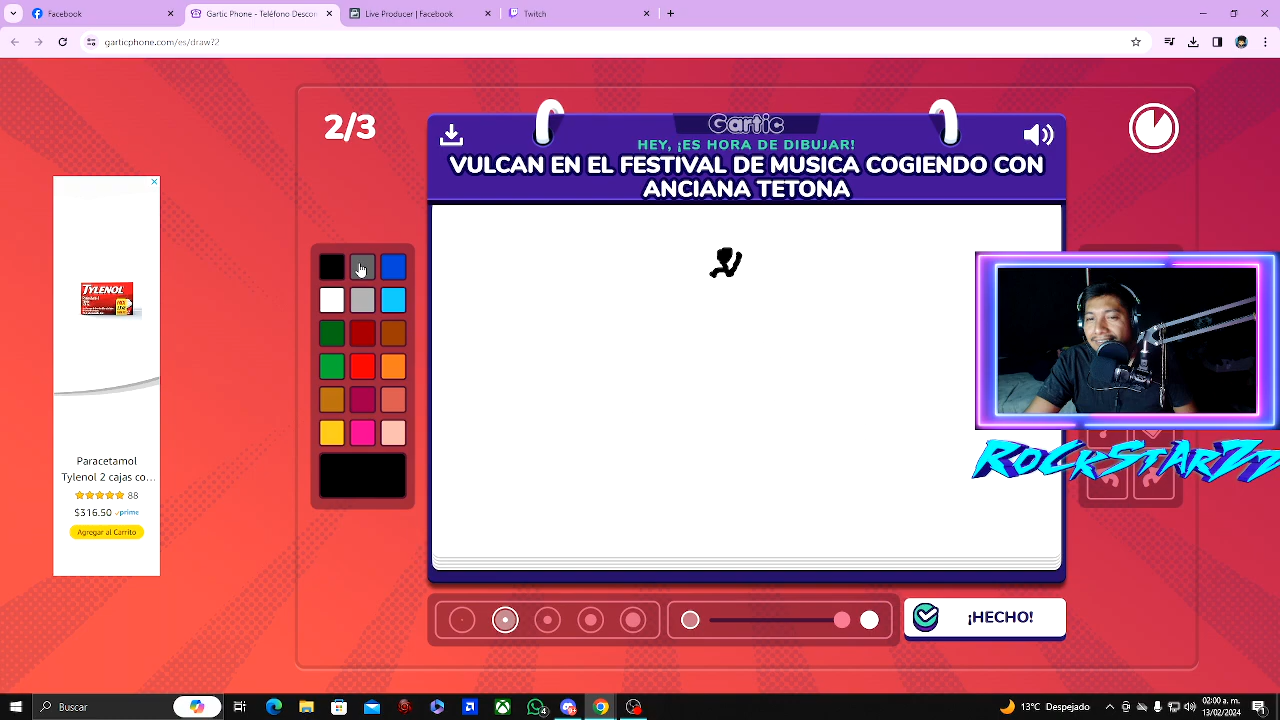 Facebook
Gartic Phone - Teléfono Descon
Live Producer | Facebook
Twitch
garticphone.com/es/draw?2
2/3
Gartic
HEY, ¡ES HORA DE DIBUJAR!
VULCAN EN EL FESTIVAL DE MUSICA COGIENDO CON
ANCIANA TETONA
TYLENOL
Paracetamol
Tylenol 2 cajas co...
88
$316.50 prime
Agregar al Carrito
ROCKSTARZZ
¡HECHO!
Buscar
4
13°C Despejado
02:00 a. m.
13/02/2024